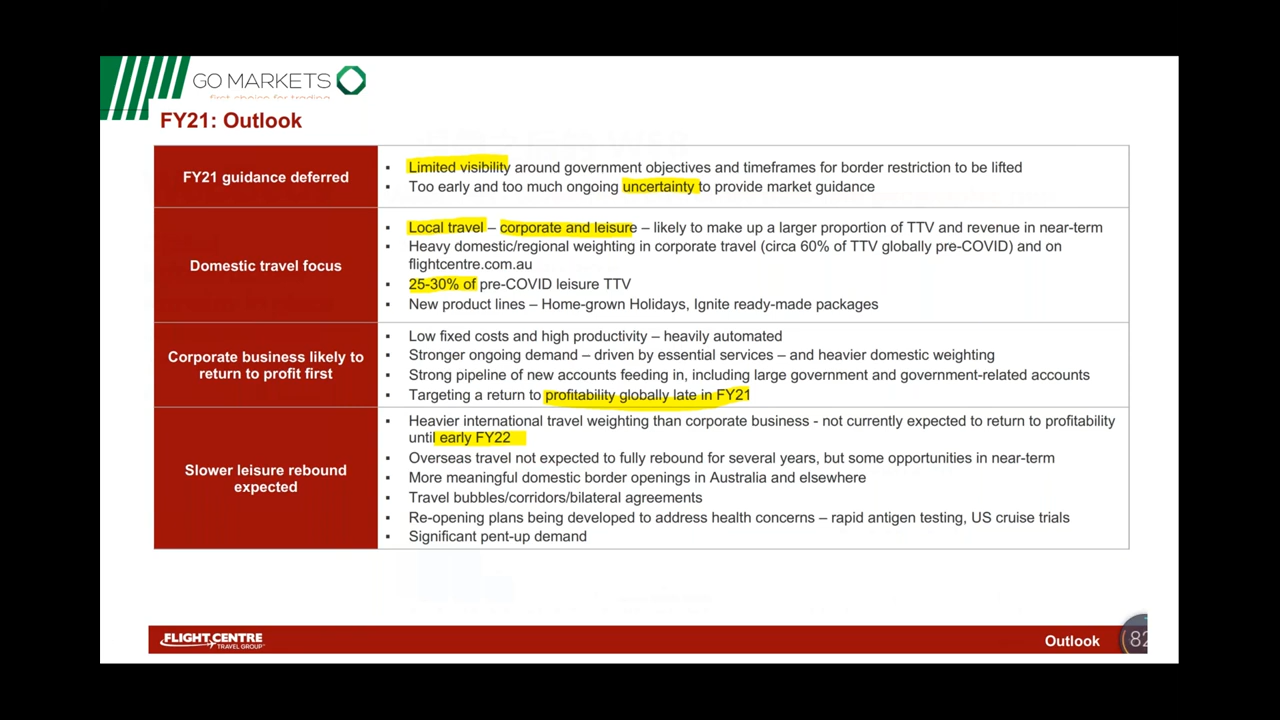 GO MARKETS
first choice for trading
FY21: Outlook
FY21 guidance deferred
▪ Limited visibility around government objectives and timeframes for border restriction to be lifted
▪ Too early and too much ongoing uncertainty to provide market guidance
Domestic travel focus
▪ Local travel – corporate and leisure – likely to make up a larger proportion of TTV and revenue in near-term
▪ Heavy domestic/regional weighting in corporate travel (circa 60% of TTV globally pre-COVID) and on
flightcentre.com.au
▪ 25-30% of pre-COVID leisure TTV
▪ New product lines – Home-grown Holidays, Ignite ready-made packages
Corporate business likely to
return to profit first
▪ Low fixed costs and high productivity – heavily automated
▪ Stronger ongoing demand – driven by essential services – and heavier domestic weighting
▪ Strong pipeline of new accounts feeding in, including large government and government-related accounts
▪ Targeting a return to profitability globally late in FY21
Slower leisure rebound
expected
▪ Heavier international travel weighting than corporate business - not currently expected to return to profitability
until early FY22
▪ Overseas travel not expected to fully rebound for several years, but some opportunities in near-term
▪ More meaningful domestic border openings in Australia and elsewhere
▪ Travel bubbles/corridors/bilateral agreements
▪ Re-opening plans being developed to address health concerns – rapid antigen testing, US cruise trials
▪ Significant pent-up demand
FLIGHT CENTRE
TRAVEL GROUP
Outlook
82